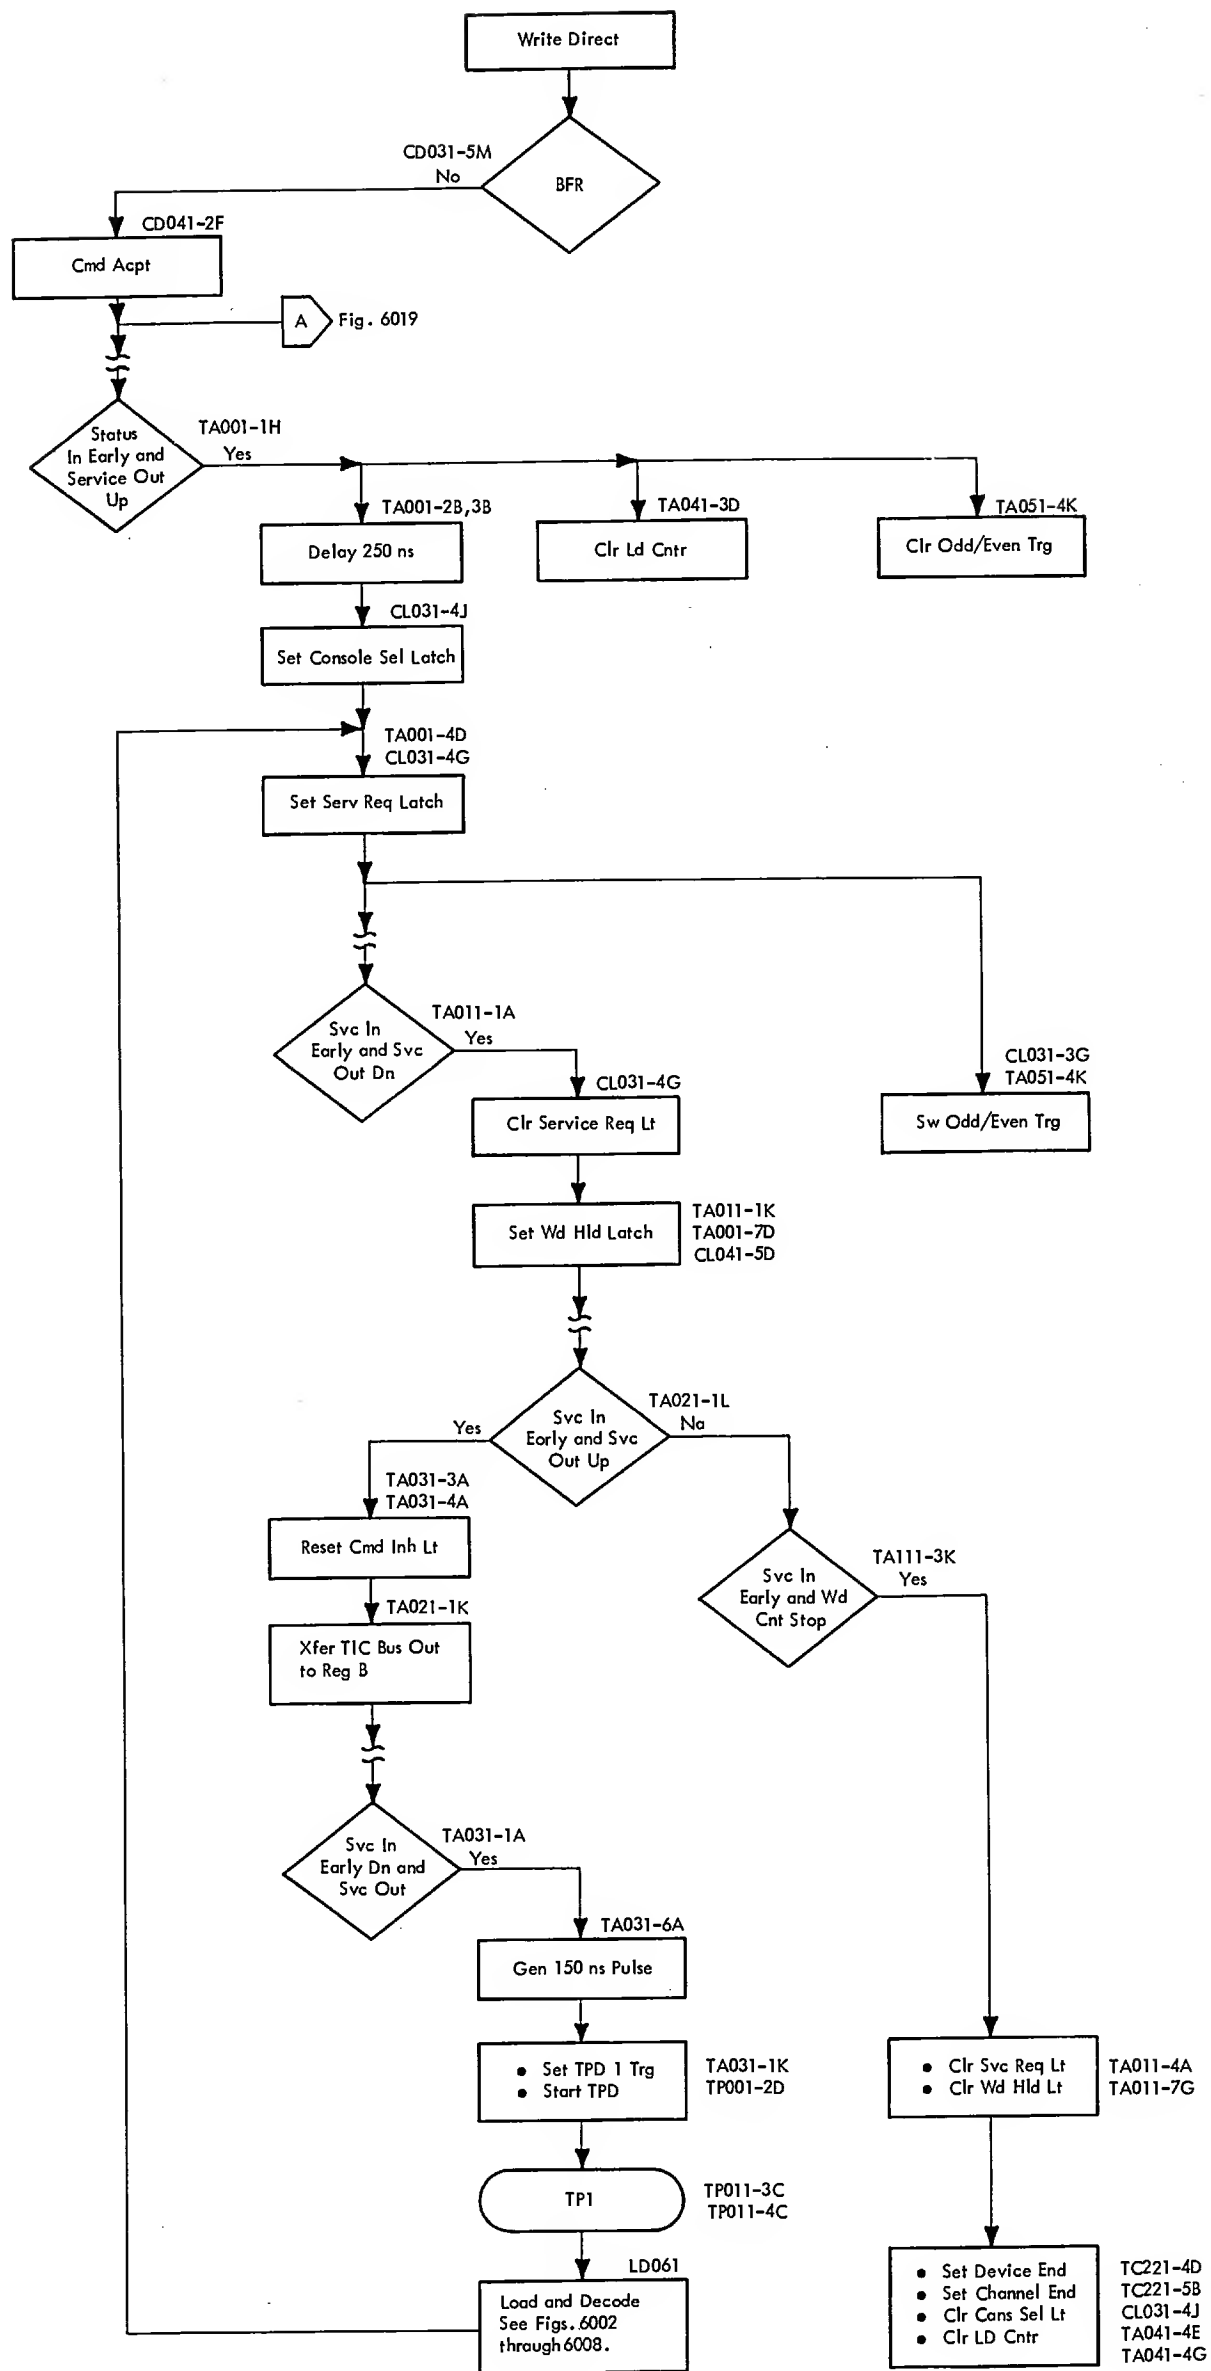 Write Direct
CD031-5M
No
BFR
CD041-2F
Cmd Acpt
A
Fig. 6019
Status
In Early and
Service Out
Up
TA001-1H
Yes
TA001-2B,3B
TA041-3D
TA051-4K
Delay 250 ns
Clr Ld Cntr
Clr Odd/Even Trg
CL031-4J
Set Console Sel Latch
TA001-4D
CL031-4G
Set Serv Req Latch
Svc In
Early and Svc
Out Dn
TA011-1A
Yes
CL031-3G
TA051-4K
CL031-4G
Clr Service Req Lt
Sw Odd/Even Trg
Set Wd Hld Latch
TA011-1K
TA001-7D
CL041-5D
Yes
Svc In
Eorly and Svc
Out Up
TA021-1L
Na
TA031-3A
TA031-4A
Reset Cmd Inh Lt
TA021-1K
Xfer TIC Bus Out
to Reg B
Svc In
Early and Wd
Cnt Stop
TA111-3K
Yes
Svc In
Early Dn and
Svc Out
TA031-1A
Yes
TA031-6A
Gen 150 ns Pulse
• Set TPD 1 Trg
• Start TPD
TA031-1K
TP001-2D
• Clr Svc Req Lt
• Clr Wd Hld Lt
TA011-4A
TA011-7G
TP1
TP011-3C
TP011-4C
LD061
Load and Decode
See Figs. .6002
through 6008.
• Set Device End
• Set Channel End
• Clr Cans Sel Lt
• Clr LD Cntr
TC221-4D
TC221-5B
CL031-4J
TA041-4E
TA041-4G